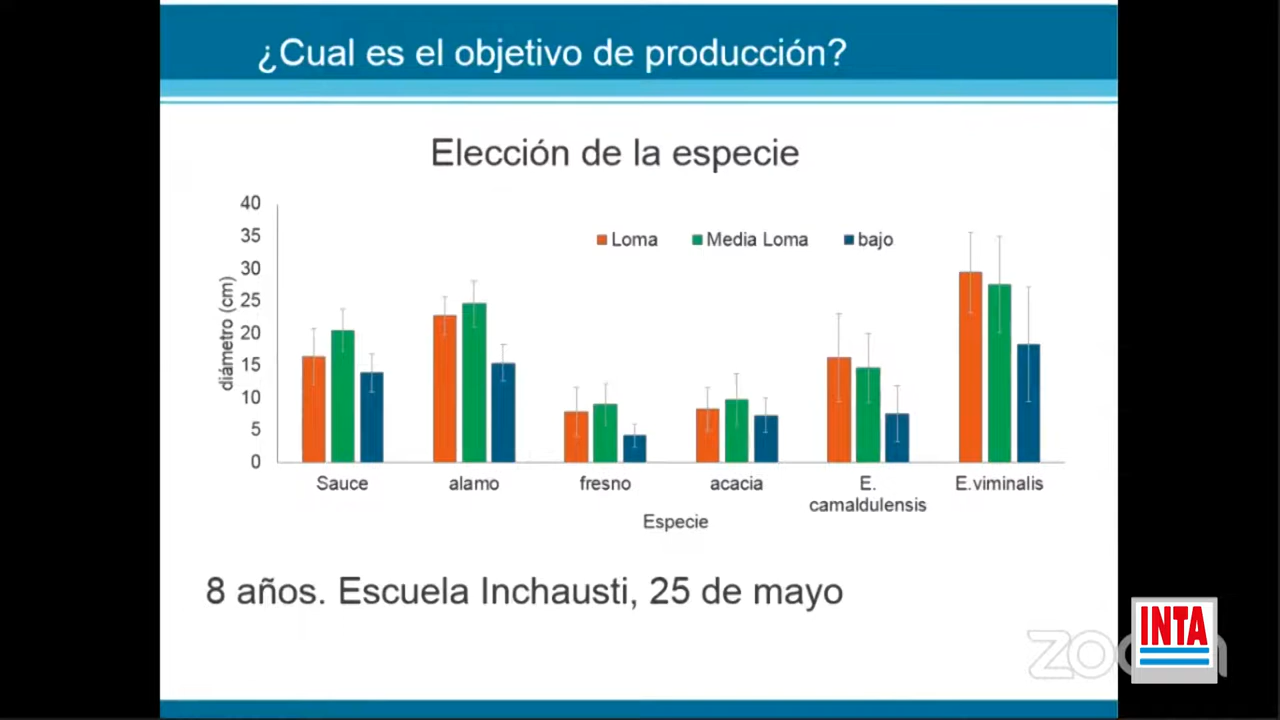 ¿Cual es el objetivo de producción?
Elección de la especie
40
35
30
25
20
15
10
5
0
diámetro (cm)
Loma Media Loma bajo
Sauce alamo fresno acacia E. camaldulensis E.viminalis
Especie
8 años. Escuela Inchausti, 25 de mayo
INTA